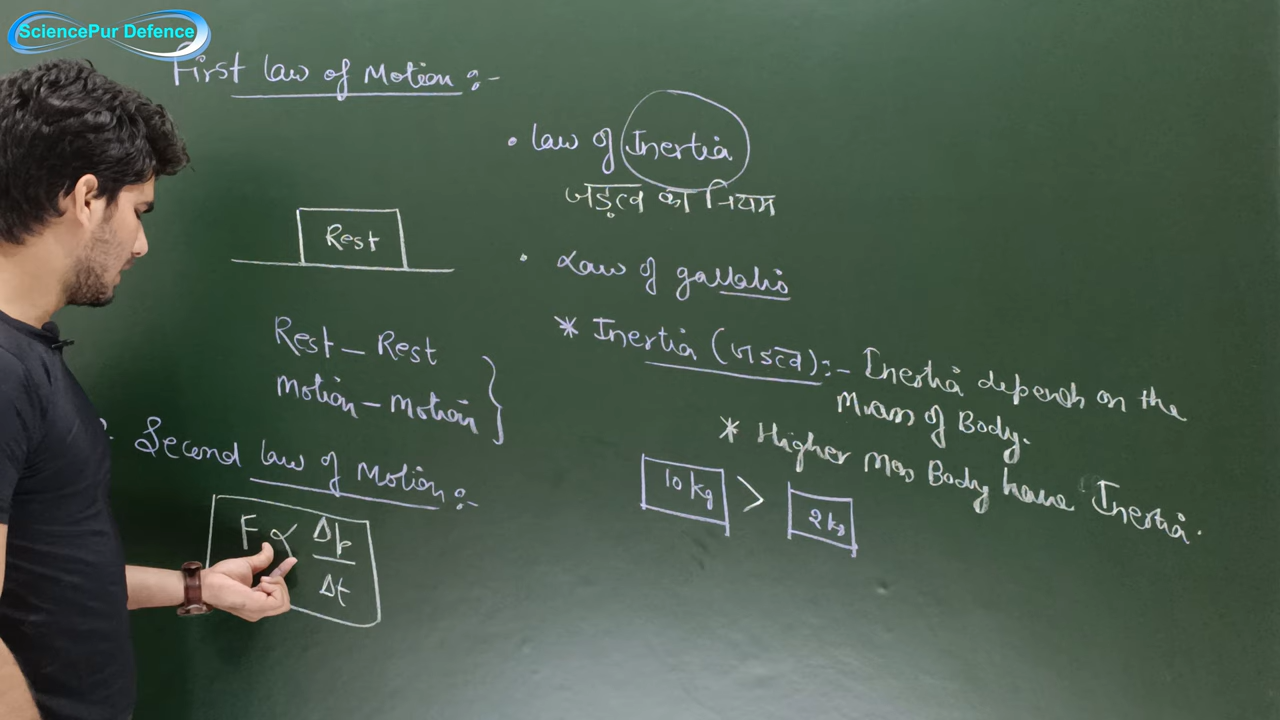 SciencePur Defence
First Law of Motion :-
• Law of Inertia
जड़त्व का नियम
Rest
• Law of gallalio
* Inertia (जडत्व) :- Inertia depends on the
Mass of Body.
* Higher Mass Body have Inertia.
Rest - Rest
Motion - Motion
10 kg > 2 kg
Second law of Motion :-
F ∝ Δp
Δt